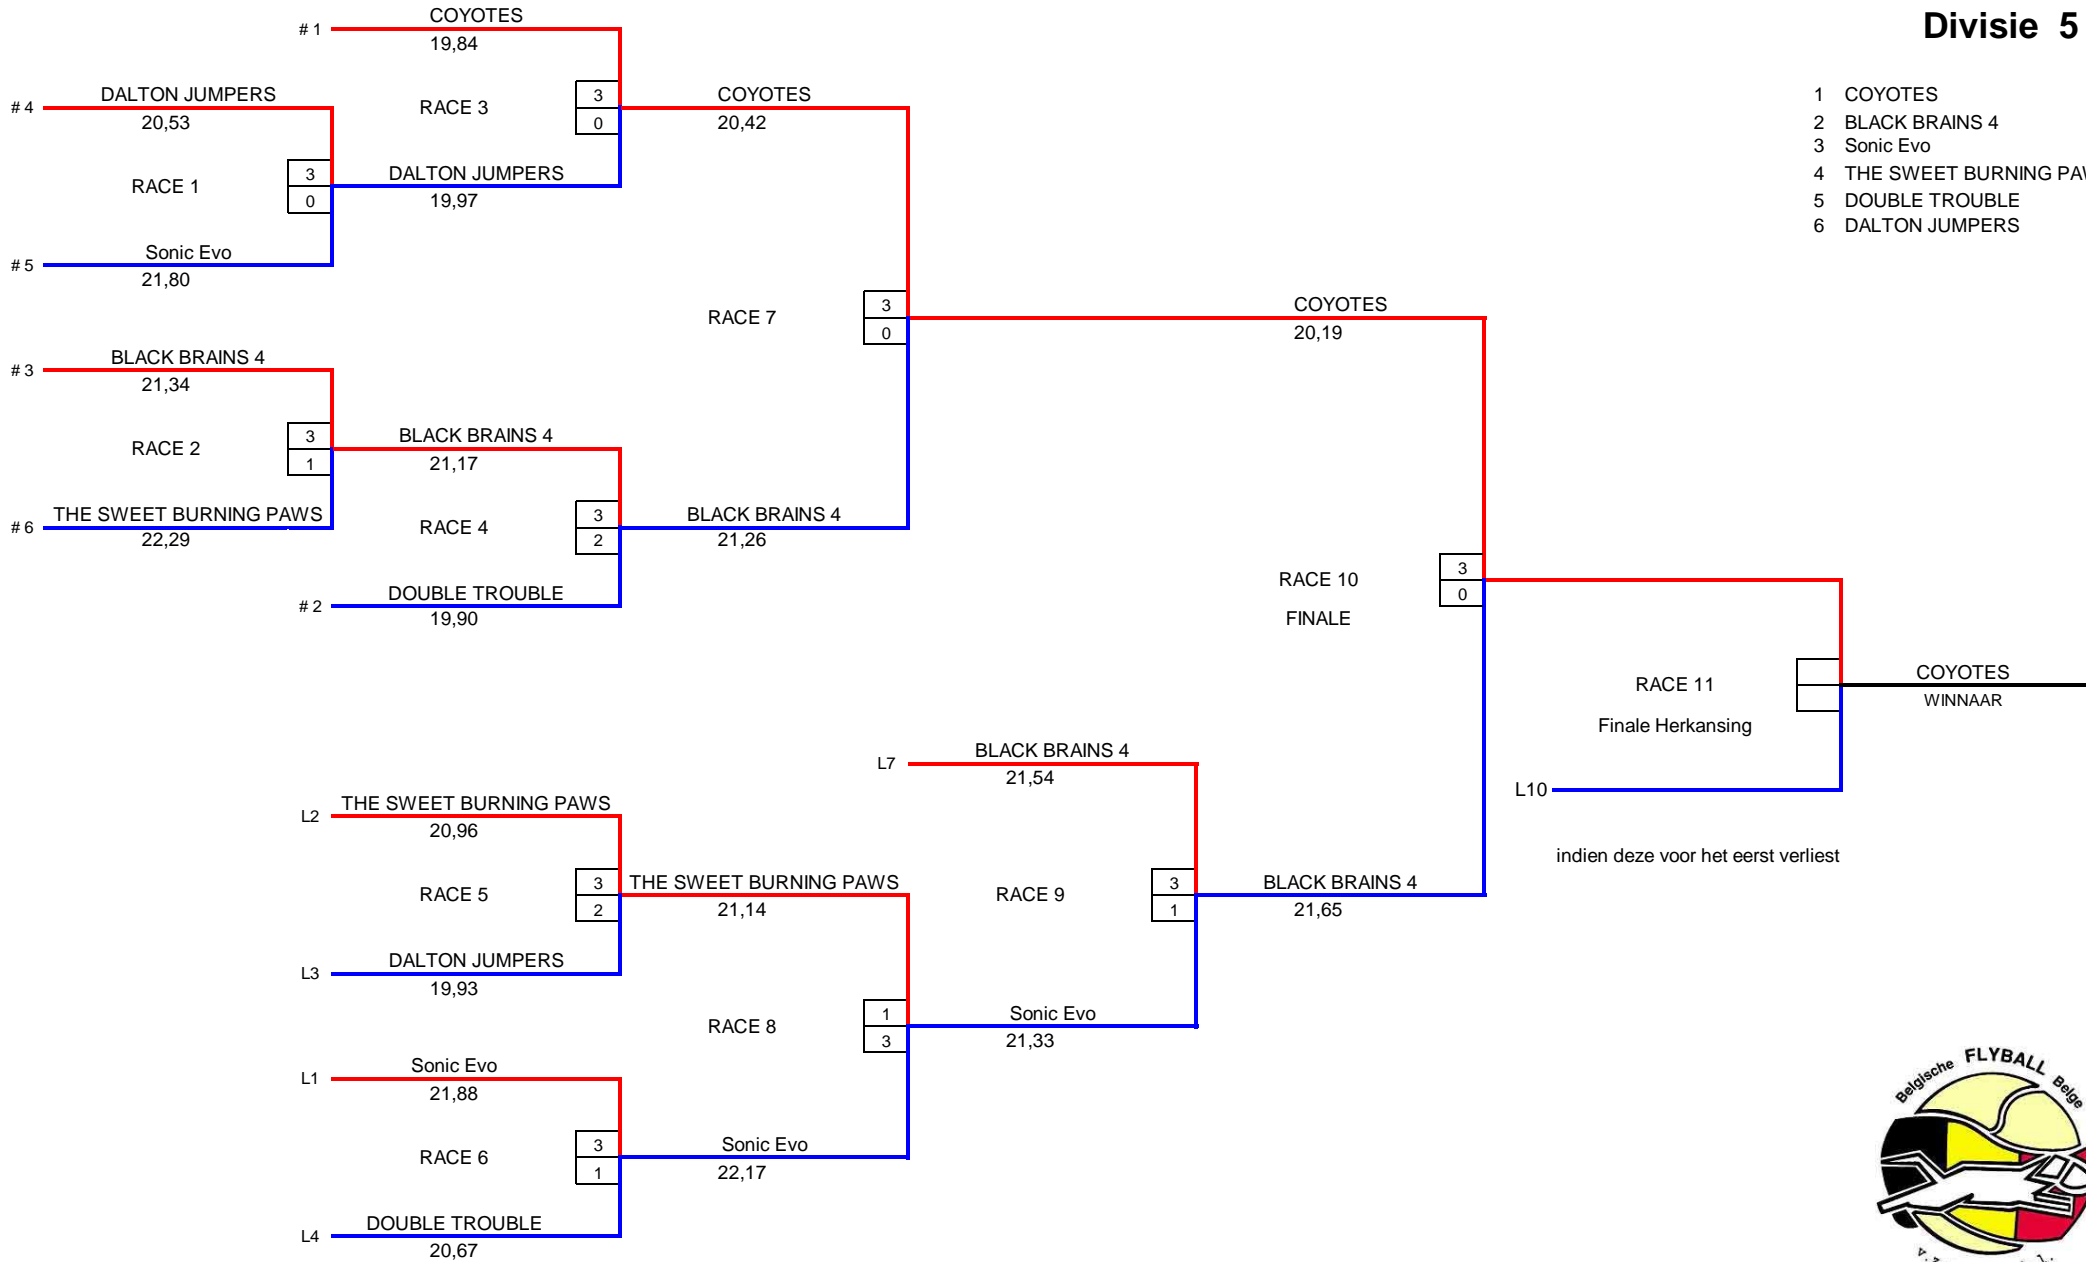 Divisie 5
1 COYOTES
2 BLACK BRAINS 4
3 Sonic Evo
4 THE SWEET BURNING
5 DOUBLE TROUBLE
6 DALTON JUMPERS
# 1 COYOTES
19,84
# 4 DALTON JUMPERS
20,53
RACE 1
3
0
# 5 Sonic Evo
21,80
RACE 3
3
0
DALTON JUMPERS
19,97
COYOTES
20,42
# 3 BLACK BRAINS 4
21,34
RACE 2
3
1
# 6 THE SWEET BURNING PAWS
22,29
BLACK BRAINS 4
21,17
RACE 4
3
2
# 2 DOUBLE TROUBLE
19,90
BLACK BRAINS 4
21,26
RACE 7
3
0
COYOTES
20,19
RACE 10
FINALE
3
0
RACE 11
Finale Herkansing
COYOTES
WINNAAR
L10
indien deze voor het eerst verliest
L7 BLACK BRAINS 4
21,54
L2 THE SWEET BURNING PAWS
20,96
RACE 5
3
2
L3 DALTON JUMPERS
19,93
THE SWEET BURNING PAWS
21,14
RACE 9
3
1
BLACK BRAINS 4
21,65
RACE 8
1
3
Sonic Evo
21,33
L1 Sonic Evo
21,88
RACE 6
3
1
Sonic Evo
22,17
L4 DOUBLE TROUBLE
20,67
Belgische FLYBALL Belge